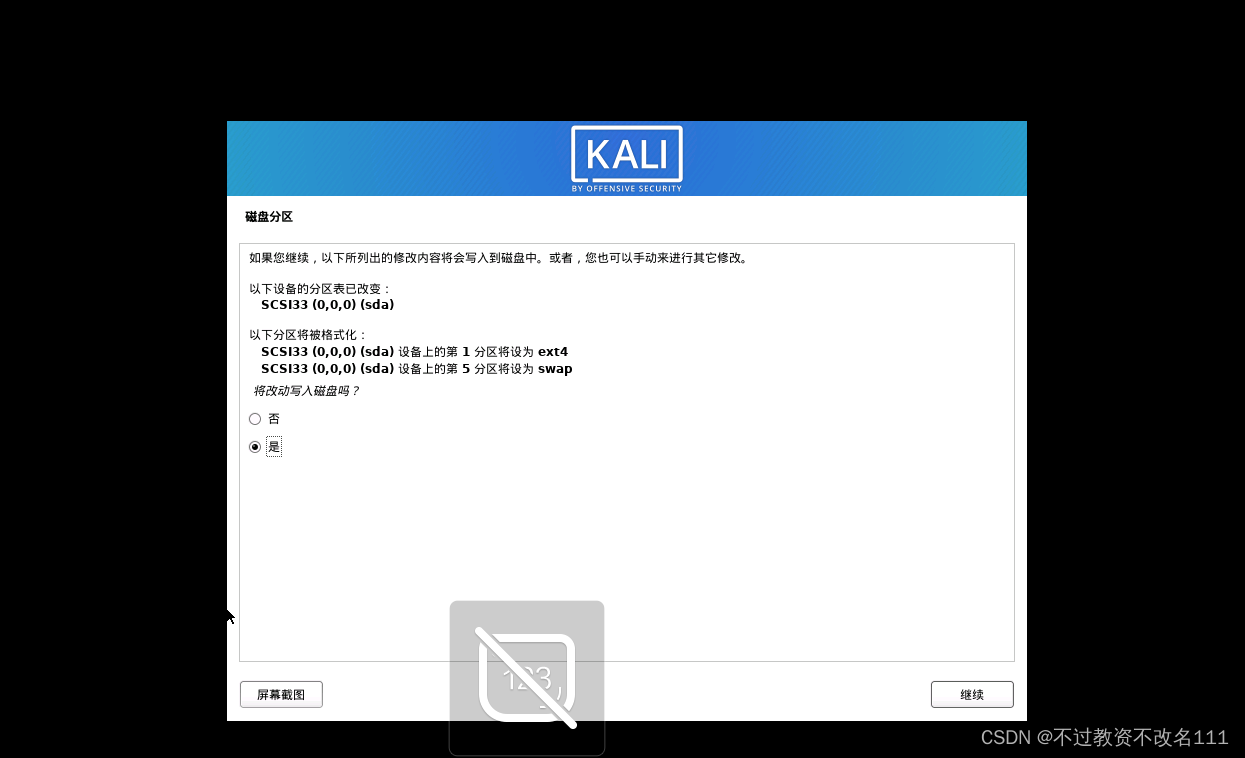 KALI
BY OFFENSIVE SECURITY
磁盘分区
如果您继续，以下所列出的修改内容将会写入到磁盘中。或者，您也可以手动来进行其它修改。
以下设备的分区表已改变：
SCSI33 (0,0,0) (sda)
以下分区将被格式化：
SCSI33 (0,0,0) (sda) 设备上的第 1 分区将设为 ext4
SCSI33 (0,0,0) (sda) 设备上的第 5 分区将设为 swap
将改动写入磁盘吗？
否
是
123
屏幕截图
继续
CSDN @不过教资不改名111